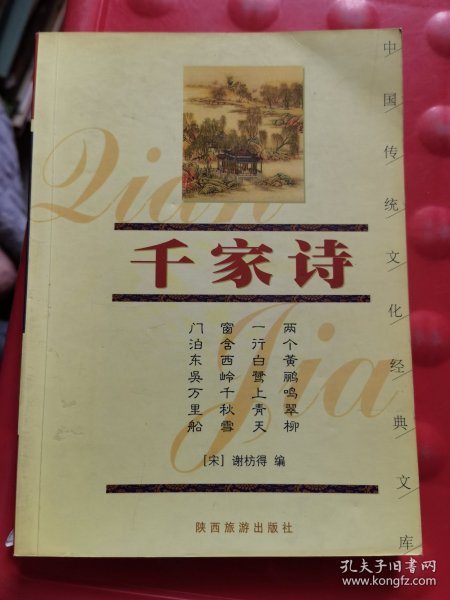 中国传统文化经典文库
Qian
千家诗
Jia
两个黃鹂鸣翠柳
一行白鹭上青天
窗含西岭千秋雪
门泊东吳万里船
［宋］谢枋得 编
陕西旅游出版社
孔夫子旧书网
www.kongfz.com